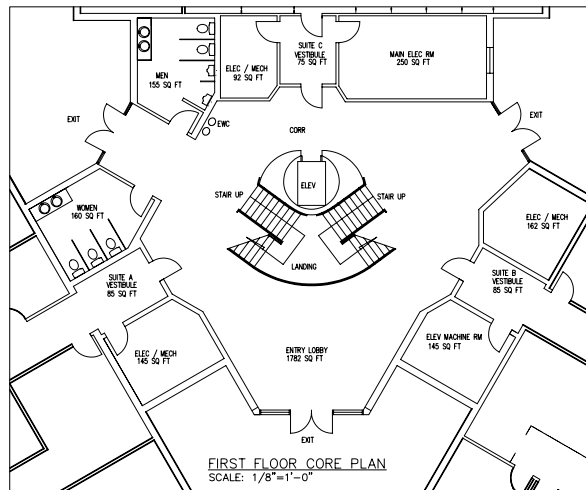 MEN
155 SQ FT
ELEC / MECH
92 SQ FT
SUITE C
VESTIBULE
75 SQ FT
MAIN ELEC RM
250 SQ FT
EXIT
EWC
CORR
EXIT
ELEV
STAIR UP
STAIR UP
WOMEN
160 SQ FT
ELEC / MECH
162 SQ FT
LANDING
SUITE A
VESTIBULE
85 SQ FT
SUITE B
VESTIBULE
85 SQ FT
ELEC / MECH
145 SQ FT
ENTRY LOBBY
1782 SQ FT
ELEV MACHINE RM
145 SQ FT
EXIT
FIRST FLOOR CORE PLAN
SCALE: 1/8"=1'-0"